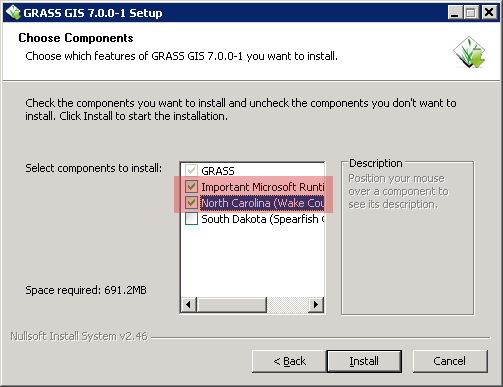 GRASS GIS 7.0.0-1 Setup
Choose Components
Choose which features of GRASS GIS 7.0.0-1 you want to install.
Check the components you want to install and uncheck the components you don't want to
install. Click Install to start the installation.
Select components to install:
GRASS
Important Microsoft Runti
North Carolina (Wake Cou
South Dakota (Spearfish
Description
Position your mouse
over a component to
see its description.
Space required: 691.2MB
Nullsoft Install System v2.46
< Back
Install
Cancel